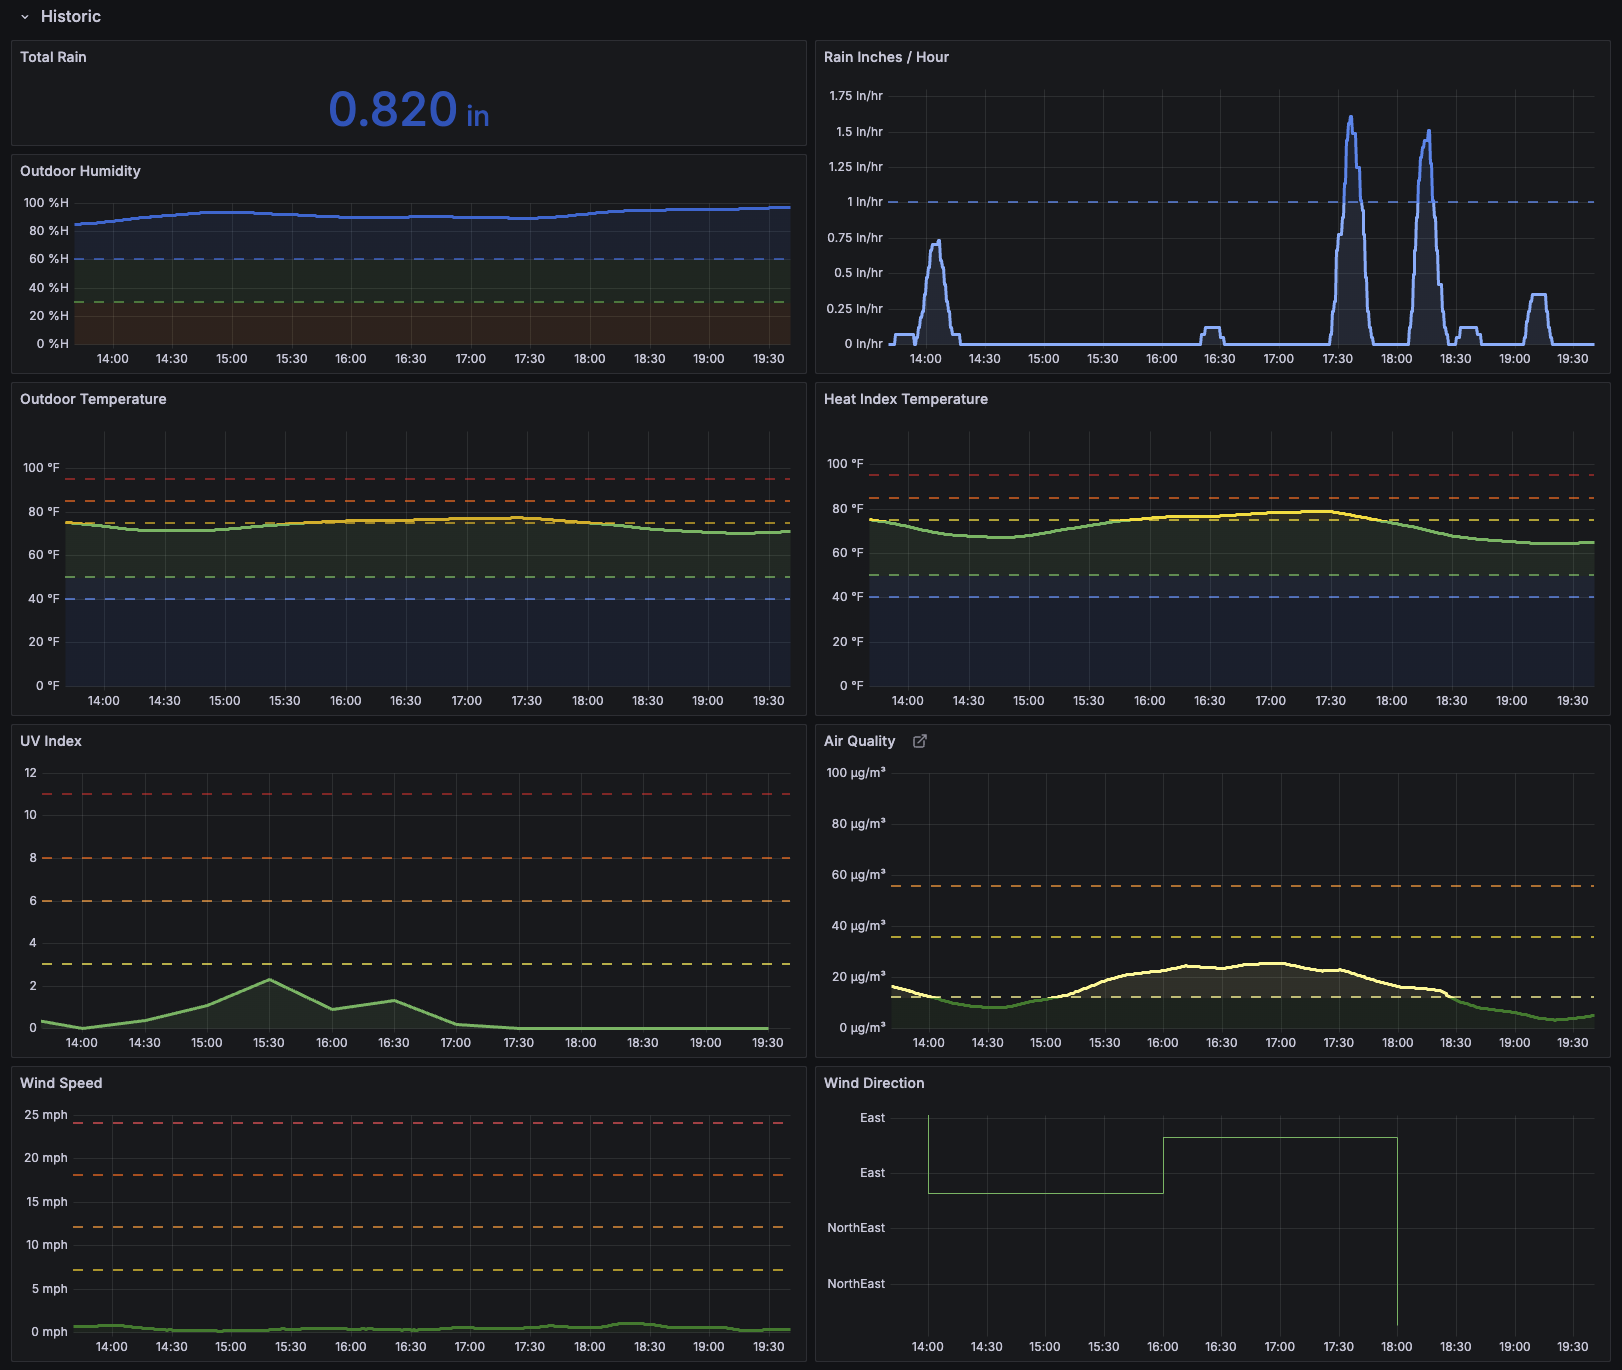 Historic
Total Rain
0.820 in
Rain Inches / Hour
1.75 In/hr
1.5 In/hr
1.25 In/hr
1 In/hr
0.75 In/hr
0.5 In/hr
0.25 In/hr
0 In/hr
14:00 14:30 15:00 15:30 16:00 16:30 17:00 17:30 18:00 18:30 19:00 19:30
Outdoor Humidity
100 %H
80 %H
60 %H
40 %H
20 %H
0 %H
14:00 14:30 15:00 15:30 16:00 16:30 17:00 17:30 18:00 18:30 19:00 19:30
Outdoor Temperature
100 °F
80 °F
60 °F
40 °F
20 °F
0 °F
14:00 14:30 15:00 15:30 16:00 16:30 17:00 17:30 18:00 18:30 19:00 19:30
Heat Index Temperature
100 °F
80 °F
60 °F
40 °F
20 °F
0 °F
14:00 14:30 15:00 15:30 16:00 16:30 17:00 17:30 18:00 18:30 19:00 19:30
UV Index
12
10
8
6
4
2
0
14:00 14:30 15:00 15:30 16:00 16:30 17:00 17:30 18:00 18:30 19:00 19:30
Air Quality
100 µg/m³
80 µg/m³
60 µg/m³
40 µg/m³
20 µg/m³
0 µg/m³
14:00 14:30 15:00 15:30 16:00 16:30 17:00 17:30 18:00 18:30 19:00 19:30
Wind Speed
25 mph
20 mph
15 mph
10 mph
5 mph
0 mph
14:00 14:30 15:00 15:30 16:00 16:30 17:00 17:30 18:00 18:30 19:00 19:30
Wind Direction
East
East
NorthEast
NorthEast
14:00 14:30 15:00 15:30 16:00 16:30 17:00 17:30 18:00 18:30 19:00 19:30